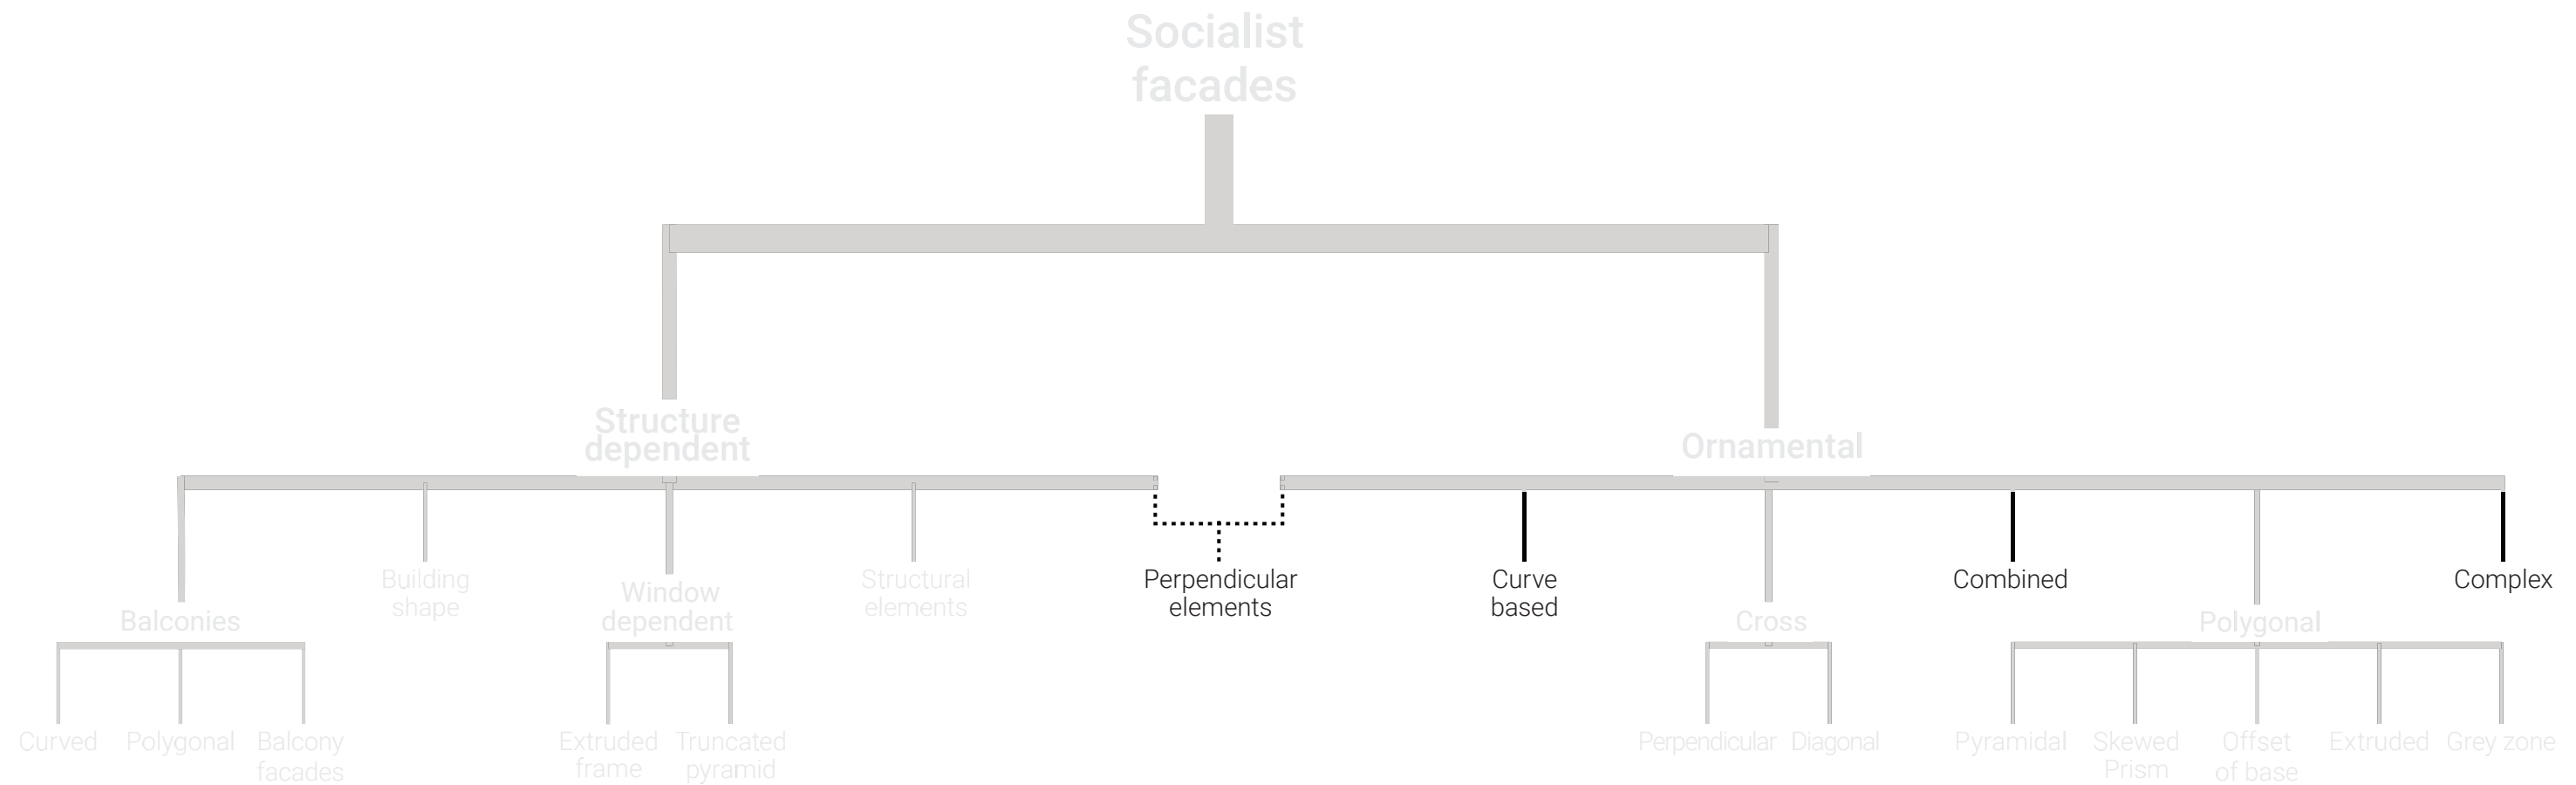 Socialist
facades
Structure
dependent
Ornamental
Building
shape
Structural
elements
Perpendicular
elements
Curve
based
Combined
Complex
Window
dependent
Balconies
Cross
Polygonal
Curved
Polygonal
Balcony
facades
Extruded
frame
Truncated
pyramid
Perpendicular
Diagonal
Pyramidal
Skewed
Prism
Offset
of base
Extruded
Grey zone